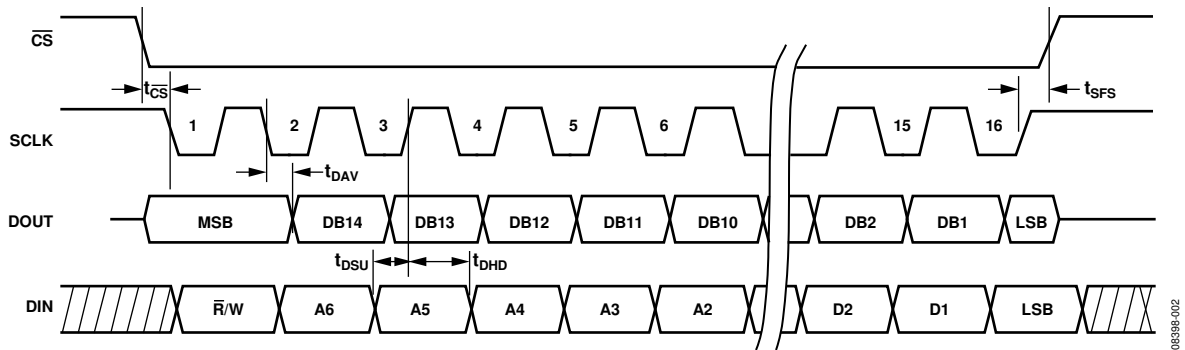 CS
tCS
tSFS
SCLK
1 2 3 4 5 6 15 16
tDAV
DOUT
MSB DB14 DB13 DB12 DB11 DB10 DB2 DB1 LSB
tDSU tDHD
DIN
R/W A6 A5 A4 A3 A2 D2 D1 LSB
08398-002